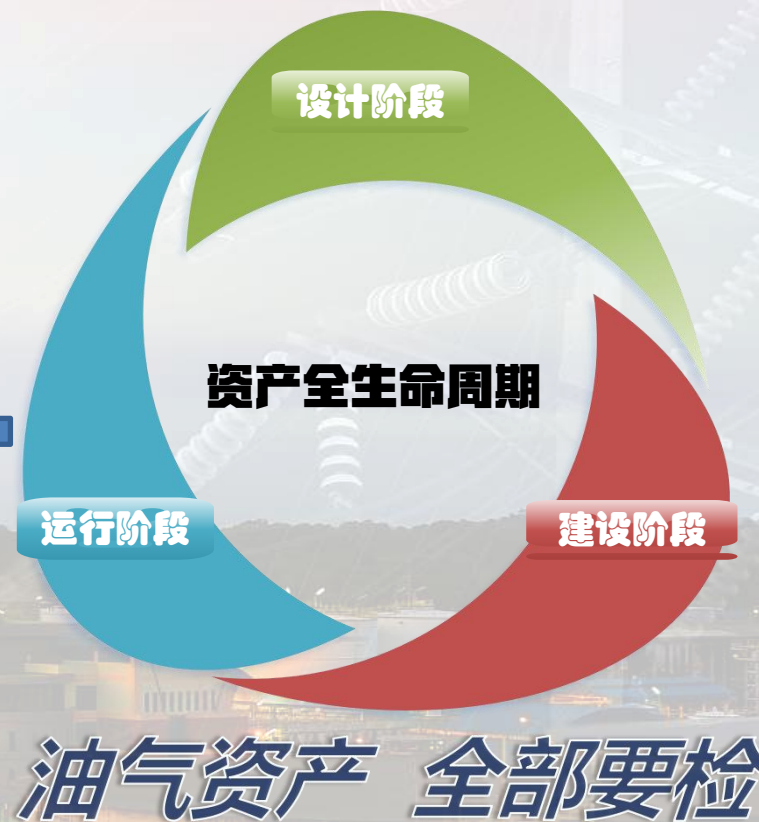 设计阶段
资产全生命周期
运行阶段
建设阶段
油气资产 全部要检